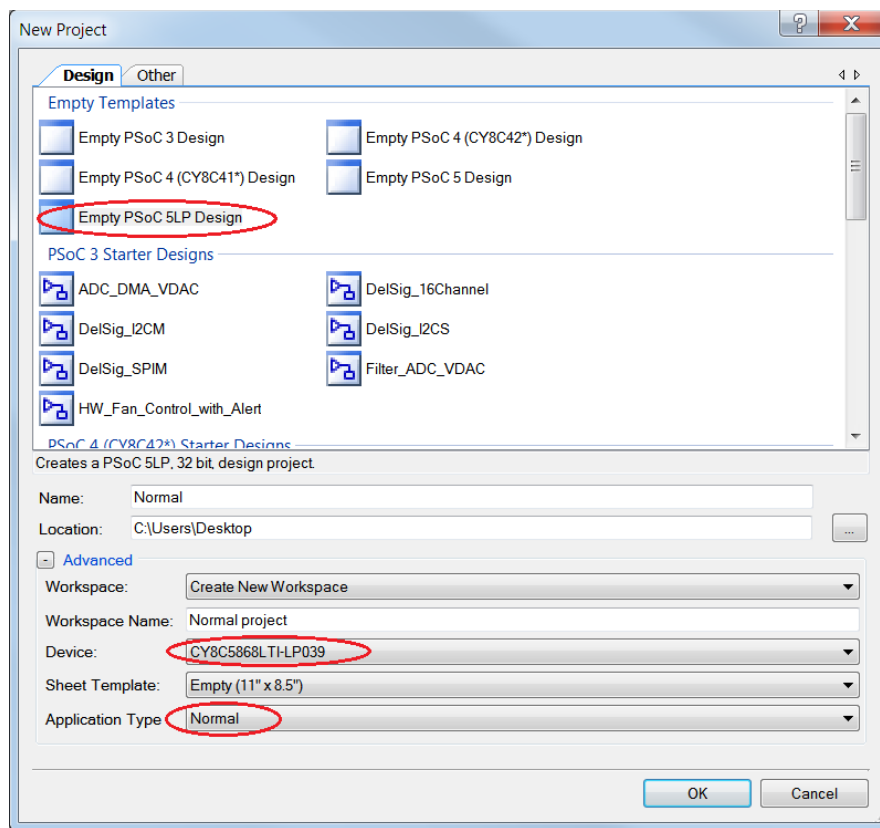 New Project
Design Other
Empty Templates
Empty PSoC 3 Design Empty PSoC 4 (CY8C42*) Design
Empty PSoC 4 (CY8C41*) Design Empty PSoC 5 Design
Empty PSoC 5LP Design
PSoC 3 Starter Designs
ADC_DMA_VDAC DelSig_16Channel
DelSig_I2CM DelSig_I2CS
DelSig_SPIM Filter_ADC_VDAC
HW_Fan_Control_with_Alert
PSoC 4 (CY8C42*) Starter Designs
Creates a PSoC 5LP, 32 bit, design project.
Name: Normal
Location: C:\Users\Desktop ...
- Advanced
Workspace: Create New Workspace
Workspace Name: Normal project
Device: CY8C5868LTI-LP039
Sheet Template: Empty (11" x 8.5")
Application Type Normal
OK Cancel